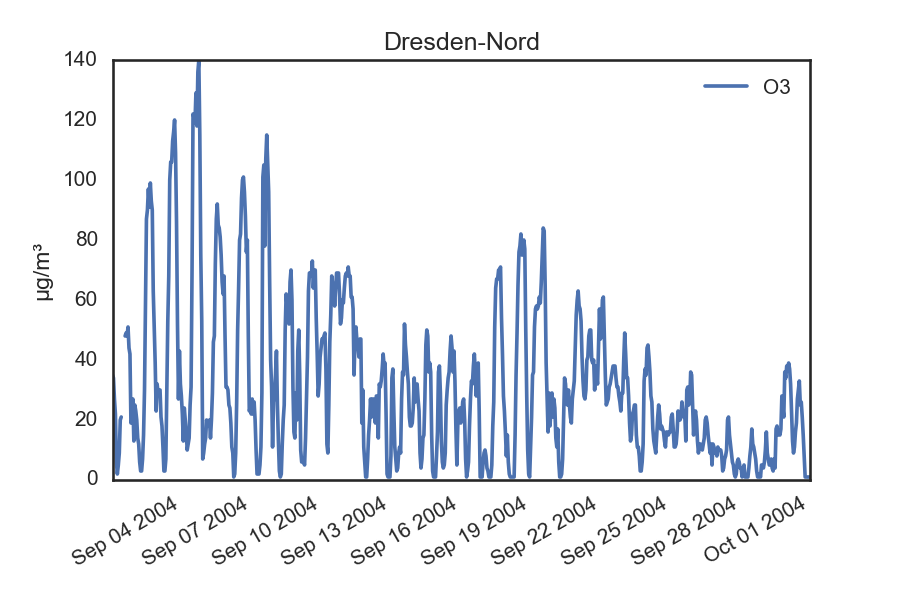 Dresden-Nord
O3
µg/m³
140
120
100
80
60
40
20
0
Sep 04 2004
Sep 07 2004
Sep 10 2004
Sep 13 2004
Sep 16 2004
Sep 19 2004
Sep 22 2004
Sep 25 2004
Sep 28 2004
Oct 01 2004